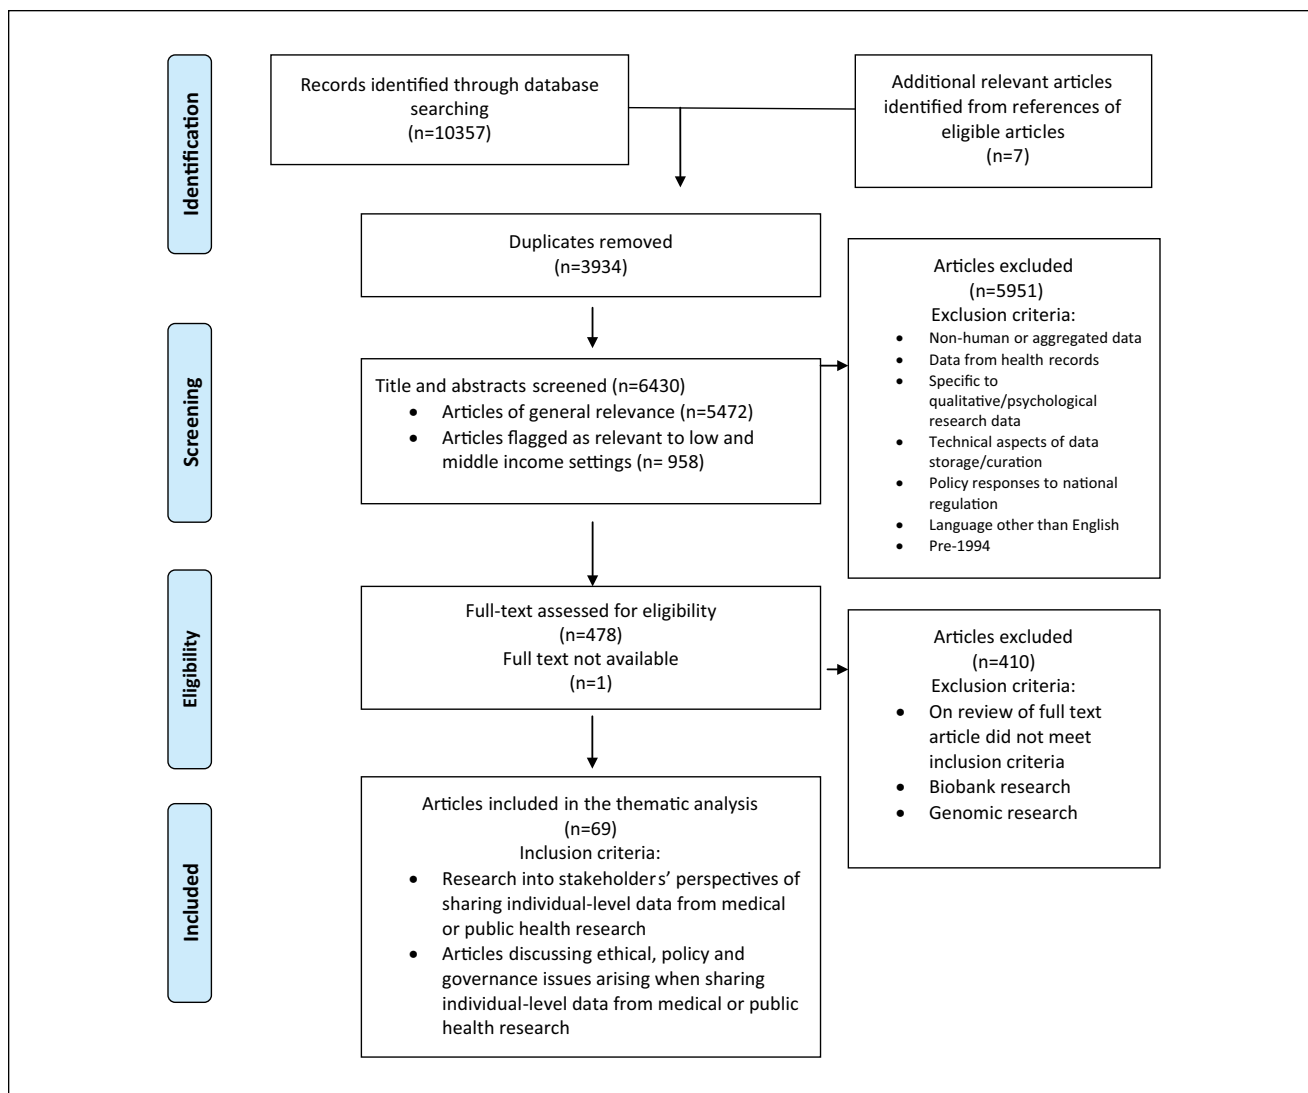 Identification
Records identified through database
searching
(n=10357)
Additional relevant articles
identified from references of
eligible articles
(n=7)
Duplicates removed
(n=3934)
Screening
Title and abstracts screened (n=6430)
• Articles of general relevance (n=5472)
• Articles flagged as relevant to low and
middle income settings (n= 958)
Articles excluded
(n=5951)
Exclusion criteria:
• Non-human or aggregated data
• Data from health records
• Specific to
qualitative/psychological
research data
• Technical aspects of data
storage/curation
• Policy responses to national
regulation
• Language other than English
• Pre-1994
Eligibility
Full-text assessed for eligibility
(n=478)
Full text not available
(n=1)
Articles excluded
(n=410)
Exclusion criteria:
• On review of full text
article did not meet
inclusion criteria
• Biobank research
• Genomic research
Included
Articles included in the thematic analysis
(n=69)
Inclusion criteria:
• Research into stakeholders’ perspectives of
sharing individual-level data from medical
or public health research
• Articles discussing ethical, policy and
governance issues arising when sharing
individual-level data from medical or public
health research